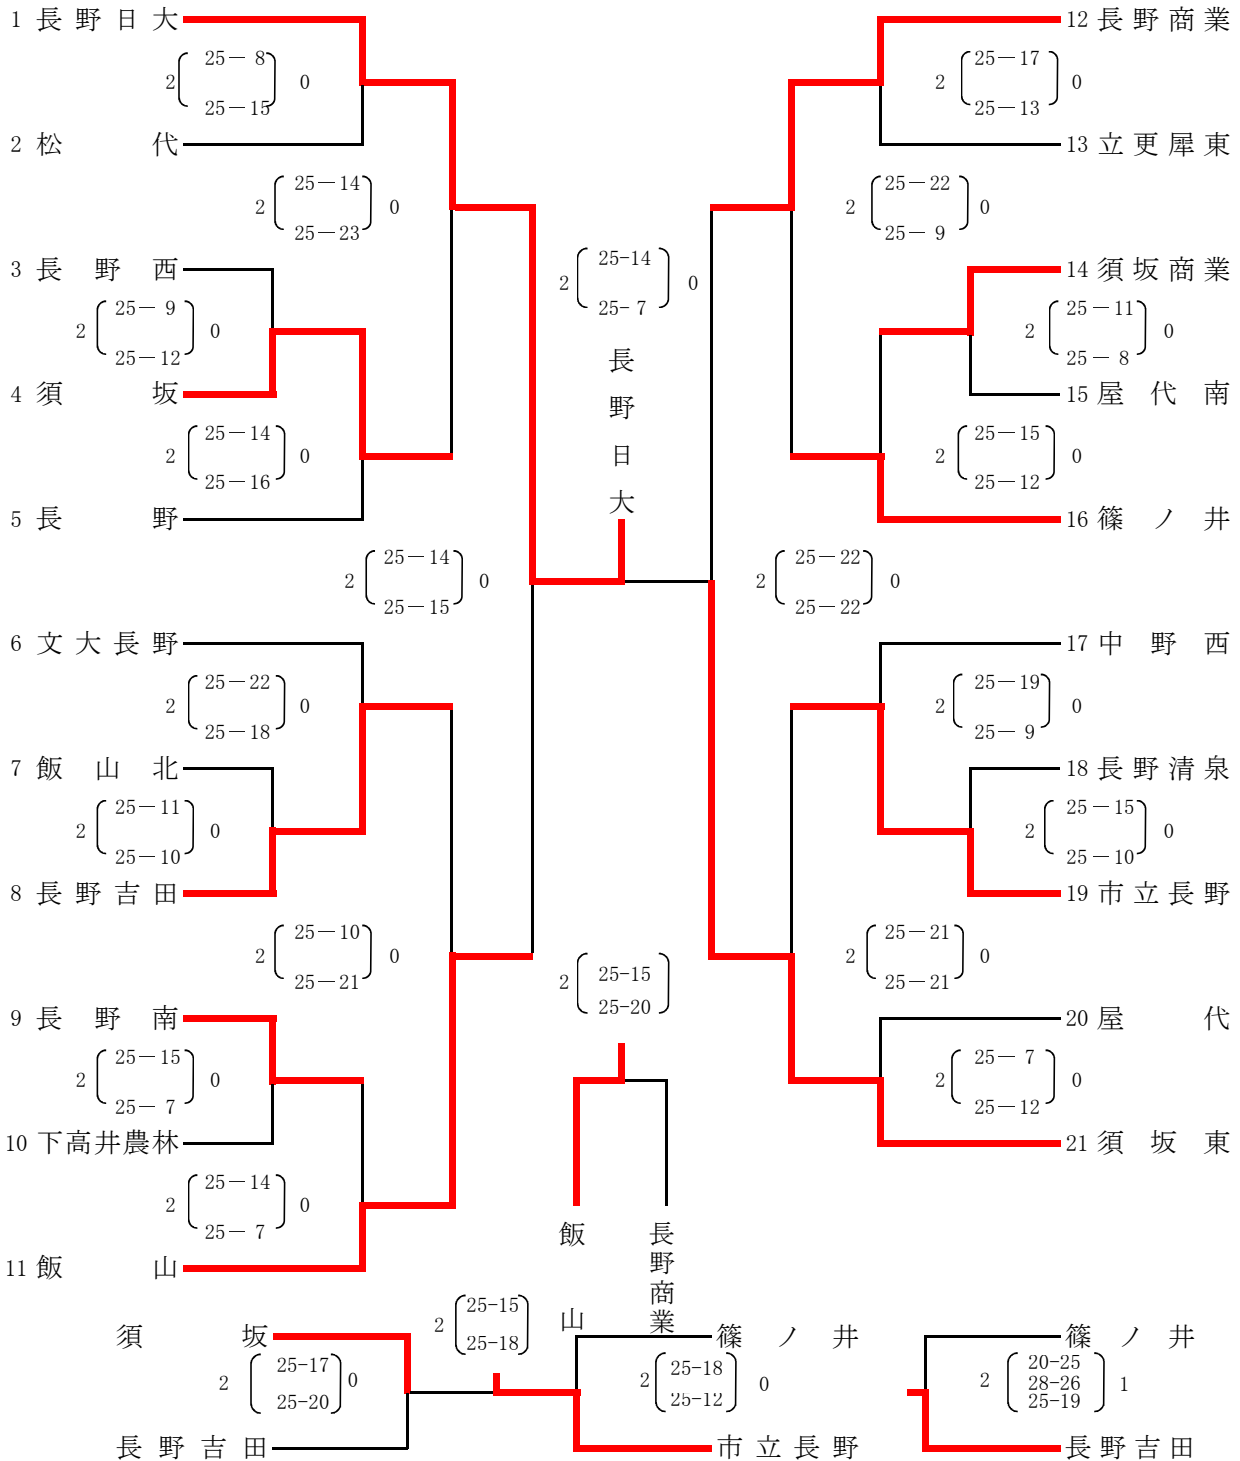 1 長野日大
25－ 8
2 0
25－15
2 松代
25－14
2 0
25－23
3 長野西
25－ 9
2 0
25－12
4 須坂
25－14
2 0
25－16
5 長野
25－14
2 0
25－15
6 文大長野
25－22
2 0
25－18
7 飯山北
25－11
2 0
25－10
8 長野吉田
25－10
2 0
25－21
9 長野南
25－15
2 0
25－ 7
10 下高井農林
25－14
2 0
25－ 7
11 飯山
25-14
2 0
25- 7
長野日大
12 長野商業
25－17
2 0
25－13
13 立更犀東
25－22
2 0
25－ 9
14 須坂商業
25－11
2 0
25－ 8
15 屋代南
25－15
2 0
25－12
16 篠ノ井
25－22
2 0
25－22
17 中野西
25－19
2 0
25－ 9
18 長野清泉
25－15
2 0
25－10
19 市立長野
25－21
2 0
25－21
20 屋代
25－ 7
2 0
25－12
21 須坂東
25-15
2
25-20
飯山
長野商業
須坂
25-17
2 0
25-20
長野吉田
25-15
2
25-18
篠ノ井
25-18
2 0
25-12
市立長野
篠ノ井
20-25
2 28-26 1
25-19
長野吉田